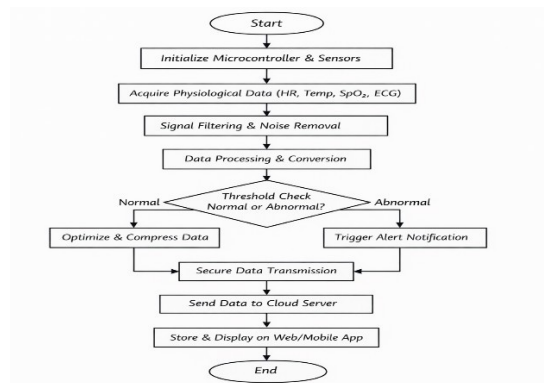 Start
Initialize Microcontroller & Sensors
Acquire Physiological Data (HR, Temp, SpO₂, ECG)
Signal Filtering & Noise Removal
Data Processing & Conversion
Threshold Check
Normal or Abnormal?
Normal
Abnormal
Optimize & Compress Data
Trigger Alert Notification
Secure Data Transmission
Send Data to Cloud Server
Store & Display on Web/Mobile App
End